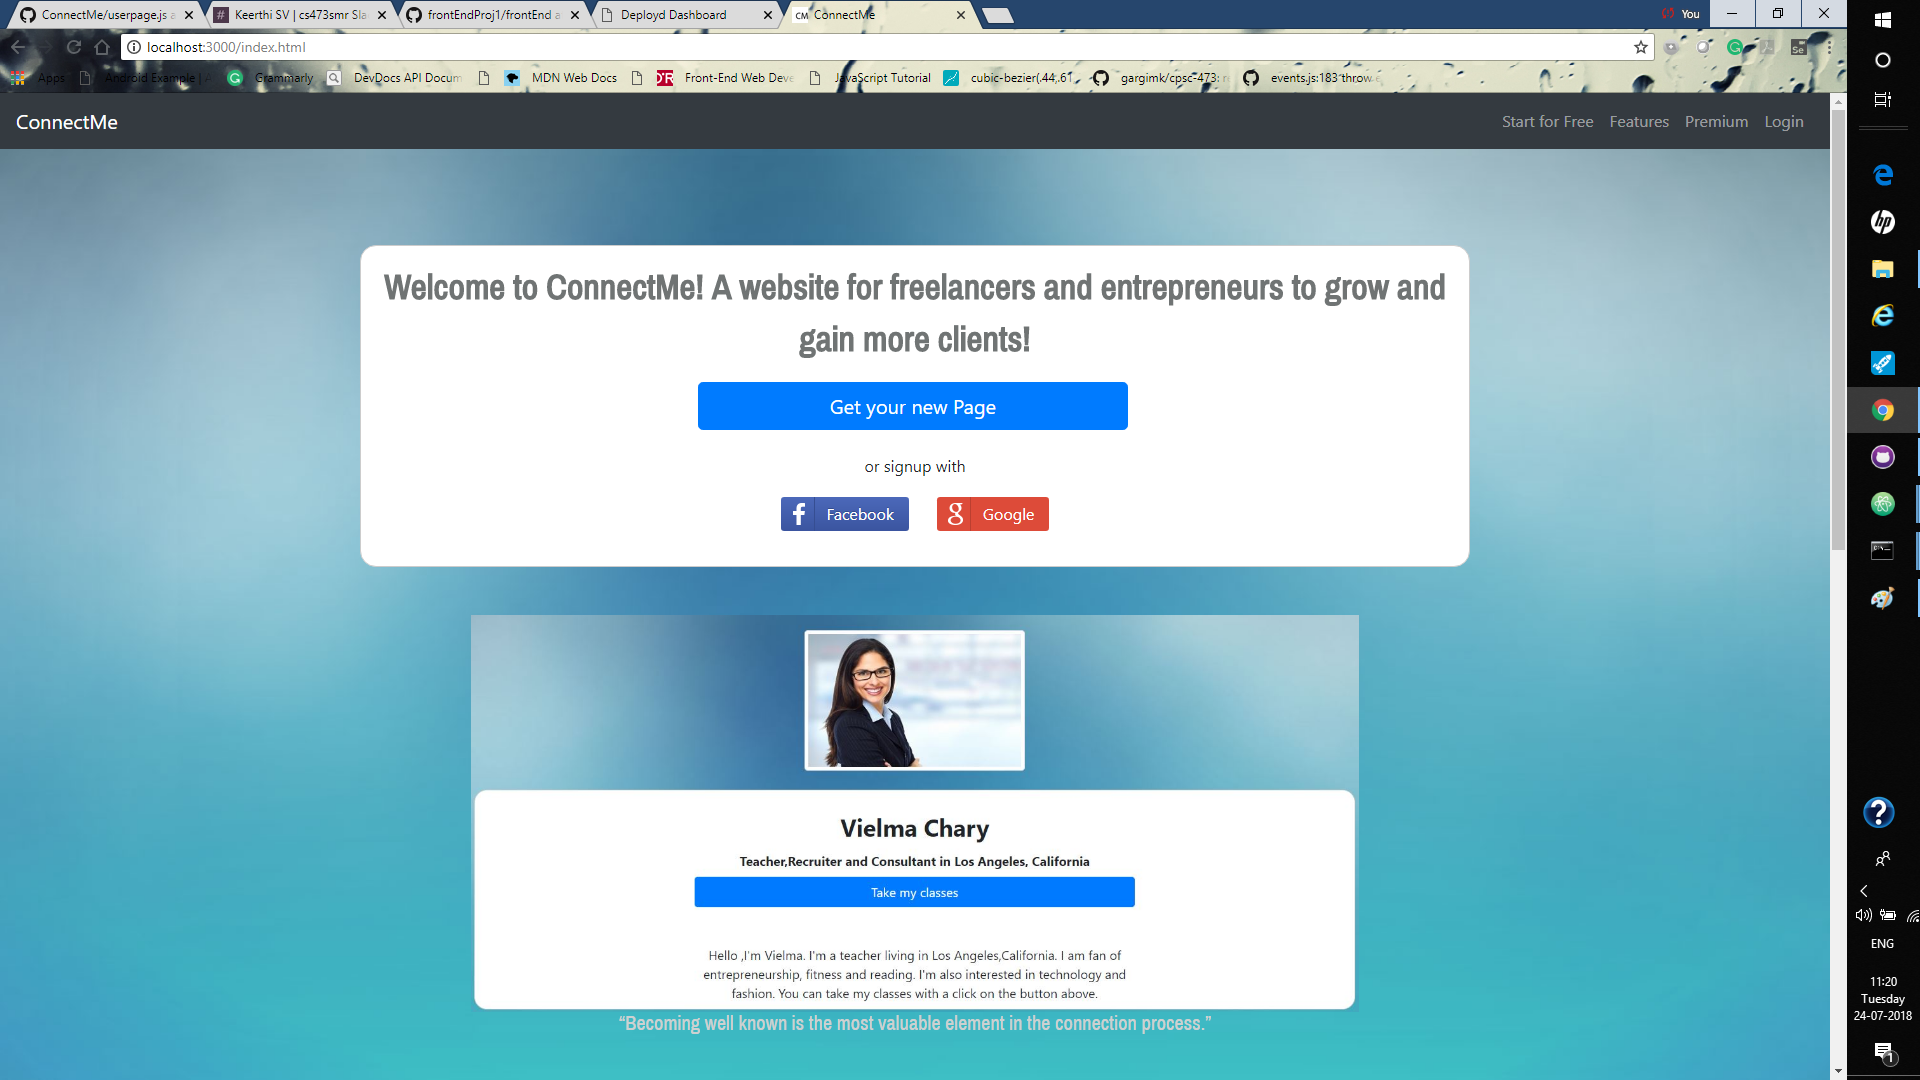 ConnectMe/userpage.js a
Keerthi SV | cs473smr Sla
frontEndProj1/frontEnd a
Deployd Dashboard
CM ConnectMe
You
localhost:3000/index.html
Apps
Android Example | A
Grammarly
DevDocs API Docum
MDN Web Docs
Front-End Web Deve
JavaScript Tutorial
cubic-bezier(.44,.61
gargimk/cpsc-473: re
events.js:183 throw e
ConnectMe
Start for Free
Features
Premium
Login
Welcome to ConnectMe! A website for freelancers and entrepreneurs to grow and
gain more clients!
Get your new Page
or signup with
f Facebook
g Google
Vielma Chary
Teacher,Recruiter and Consultant in Los Angeles, California
Take my classes
Hello ,I'm Vielma. I'm a teacher living in Los Angeles,California. I am fan of
entrepreneurship, fitness and reading. I'm also interested in technology and
fashion. You can take my classes with a click on the button above.
“Becoming well known is the most valuable element in the connection process.”
Se
hp
ENG
11:20
Tuesday
24-07-2018
1